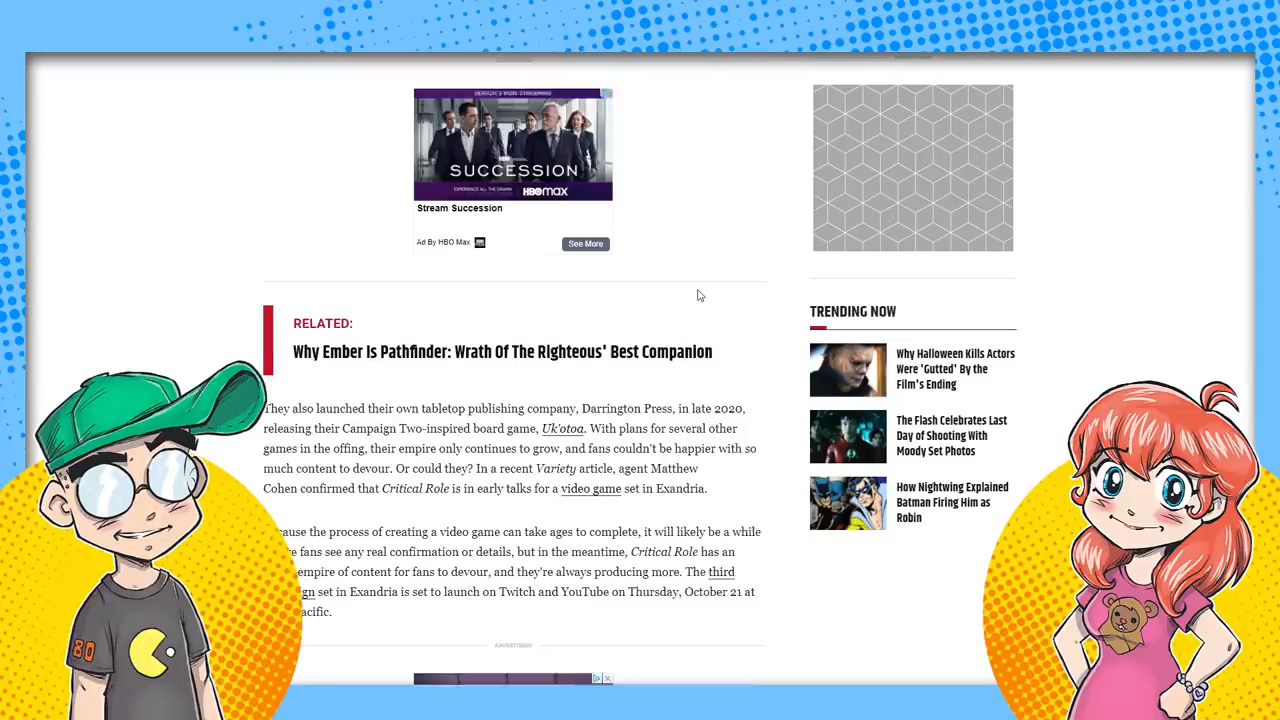 SUCCESSION
EXPERIENCE ALL THE DRAMA
HBOmax
Stream Succession
Ad By HBO Max
See More
RELATED:
Why Ember Is Pathfinder: Wrath Of The Righteous' Best Companion
They also launched their own tabletop publishing company, Darrington Press, in late 2020,
releasing their Campaign Two-inspired board game, Uk'otoa. With plans for several other
games in the offing, their empire only continues to grow, and fans couldn't be happier with so
much content to devour. Or could they? In a recent Variety article, agent Matthew
Cohen confirmed that Critical Role is in early talks for a video game set in Exandria.
cause the process of creating a video game can take ages to complete, it will likely be a while
fans see any real confirmation or details, but in the meantime, Critical Role has an
empire of content for fans to devour, and they're always producing more. The third
gn set in Exandria is set to launch on Twitch and YouTube on Thursday, October 21 at
acific.
ADVERTISEMENT
TRENDING NOW
Why Halloween Kills Actors
Were 'Gutted' By the
Film's Ending
The Flash Celebrates Last
Day of Shooting With
Moody Set Photos
How Nightwing Explained
Batman Firing Him as
Robin
80